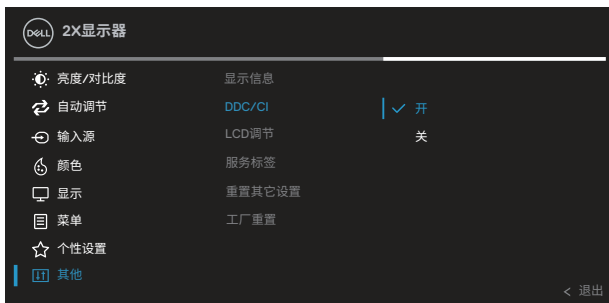 DELL 2X显示器
亮度/对比度 显示信息
自动调节 DDC/CI ✓ 开
输入源 LCD调节 关
颜色 服务标签
显示 重置其它设置
菜单 工厂重置
个性设置
其他
< 退出